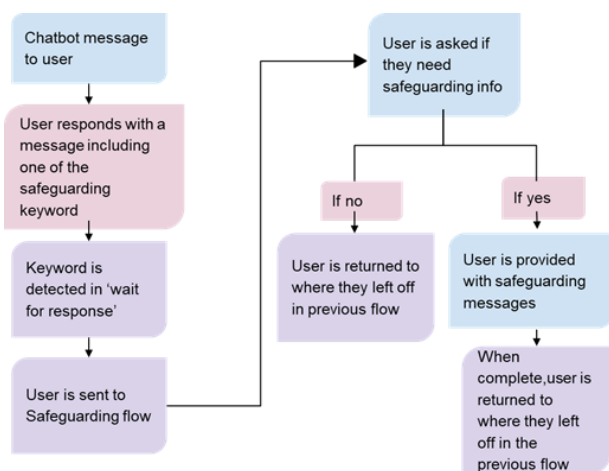 Chatbot message
to user
User responds with a
message including
one of the
safeguarding
keyword
Keyword is
detected in ‘wait
for response’
User is sent to
Safeguarding flow
User is asked if
they need
safeguarding info
If no
If yes
User is returned to
where they left off
in previous flow
User is provided
with safeguarding
messages
When
complete,user is
returned to
where they left
off in the
previous flow